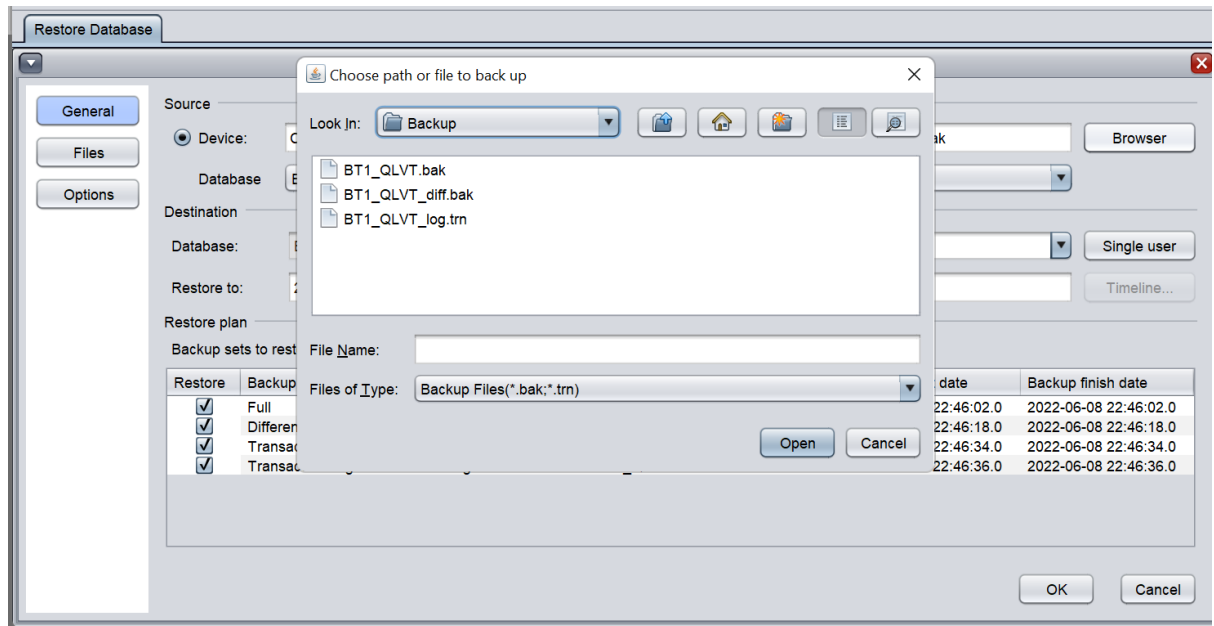 Restore Database
Choose path or file to back up
General
Files
Options
Source
Device:
ak
Browser
Database
Destination
Database:
Single user
Restore to:
Timeline...
Restore plan
Backup sets to rest
Look In: Backup
BT1_QLVT.bak
BT1_QLVT_diff.bak
BT1_QLVT_log.trn
File Name:
Files of Type: Backup Files(*.bak;*.trn)
Open Cancel
Restore Backup date Backup finish date
Full 22:46:02.0 2022-06-08 22:46:02.0
Differen 22:46:18.0 2022-06-08 22:46:18.0
Transac 22:46:34.0 2022-06-08 22:46:34.0
Transac 22:46:36.0 2022-06-08 22:46:36.0
OK Cancel